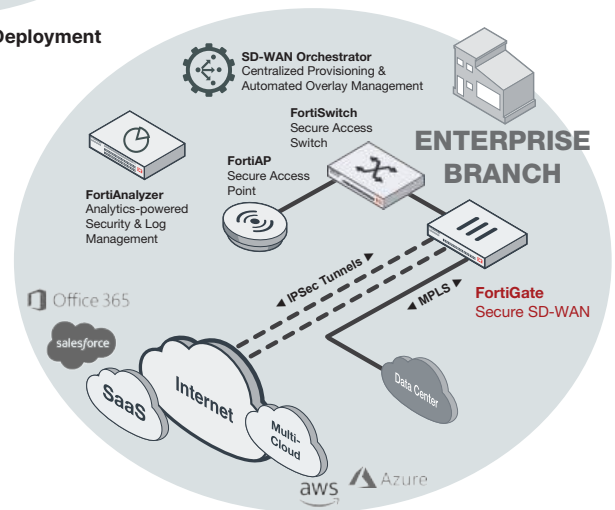 Deployment
SD-WAN Orchestrator
Centralized Provisioning &
Automated Overlay Management
FortiSwitch
Secure Access
Switch
ENTERPRISE
BRANCH
FortiAP
Secure Access
Point
FortiAnalyzer
Analytics-powered
Security & Log
Management
◄ IPSec Tunnels ►
◄ MPLS ►
FortiGate
Secure SD-WAN
Office 365
salesforce
SaaS
Internet
Multi-
Cloud
Data Center
aws
Azure